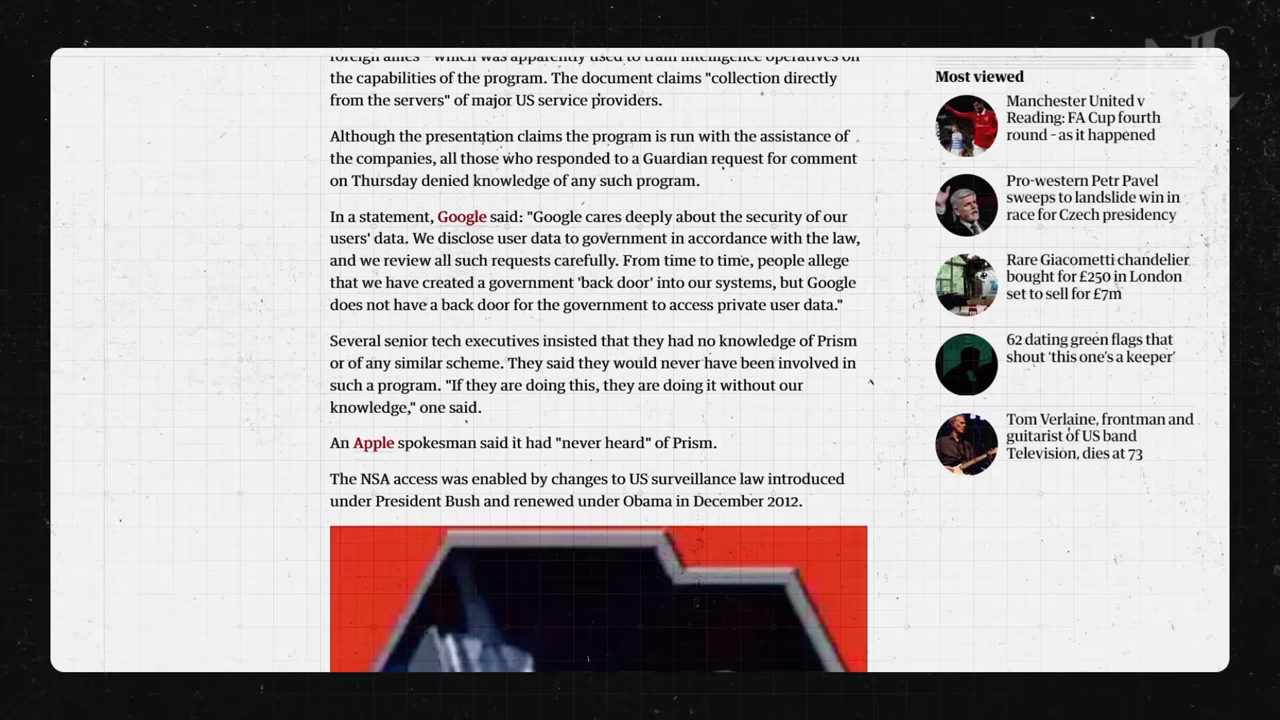 foreign allies – which was apparently used to train intelligence operatives on
the capabilities of the program. The document claims "collection directly
from the servers" of major US service providers.
Although the presentation claims the program is run with the assistance of
the companies, all those who responded to a Guardian request for comment
on Thursday denied knowledge of any such program.
In a statement, Google said: "Google cares deeply about the security of our
users' data. We disclose user data to government in accordance with the law,
and we review all such requests carefully. From time to time, people allege
that we have created a government 'back door' into our systems, but Google
does not have a back door for the government to access private user data."
Several senior tech executives insisted that they had no knowledge of Prism
or of any similar scheme. They said they would never have been involved in
such a program. "If they are doing this, they are doing it without our
knowledge," one said.
An Apple spokesman said it had "never heard" of Prism.
The NSA access was enabled by changes to US surveillance law introduced
under President Bush and renewed under Obama in December 2012.
Most viewed
Manchester United v
Reading: FA Cup fourth
round – as it happened
Pro-western Petr Pavel
sweeps to landslide win in
race for Czech presidency
Rare Giacometti chandelier
bought for £250 in London
set to sell for £7m
62 dating green flags that
shout ‘this one’s a keeper’
Tom Verlaine, frontman and
guitarist of US band
Television, dies at 73